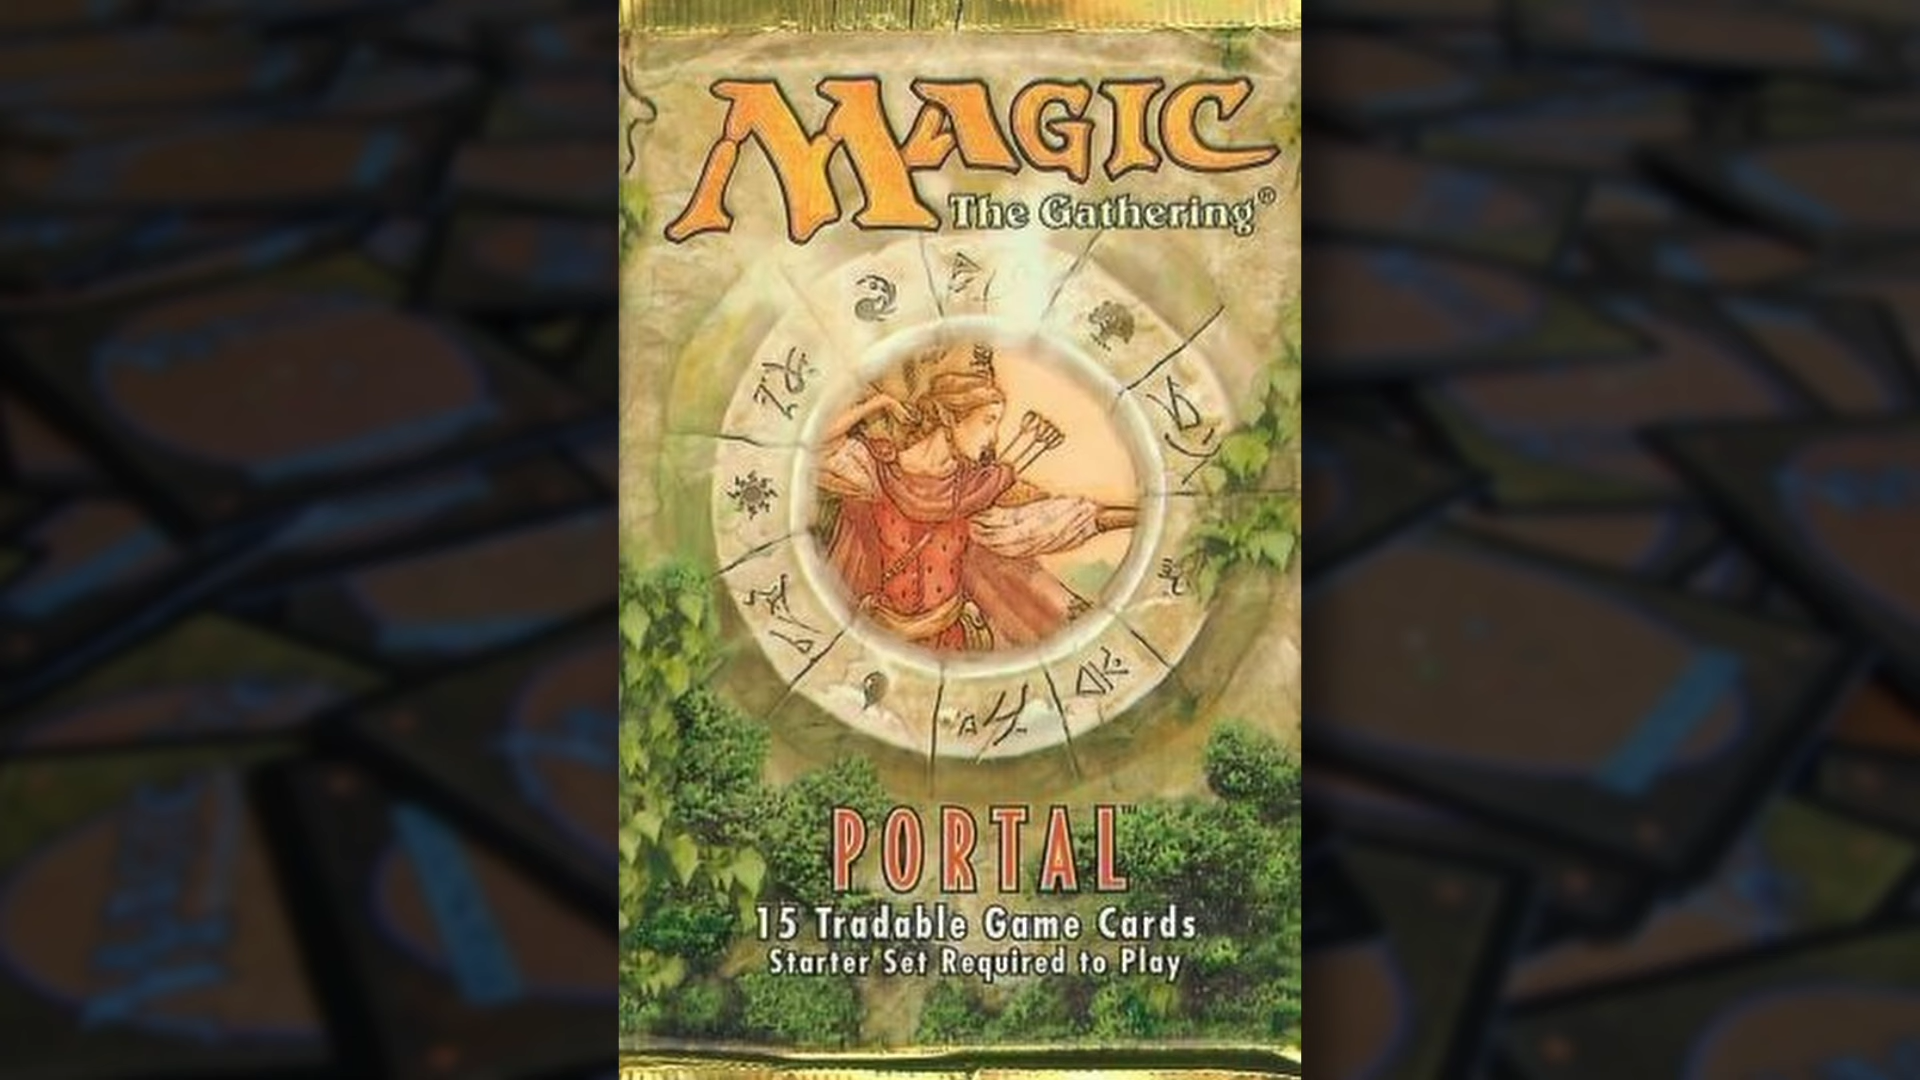 MAGIC
The Gathering®
PORTAL™
15 Tradable Game Cards
Starter Set Required to Play